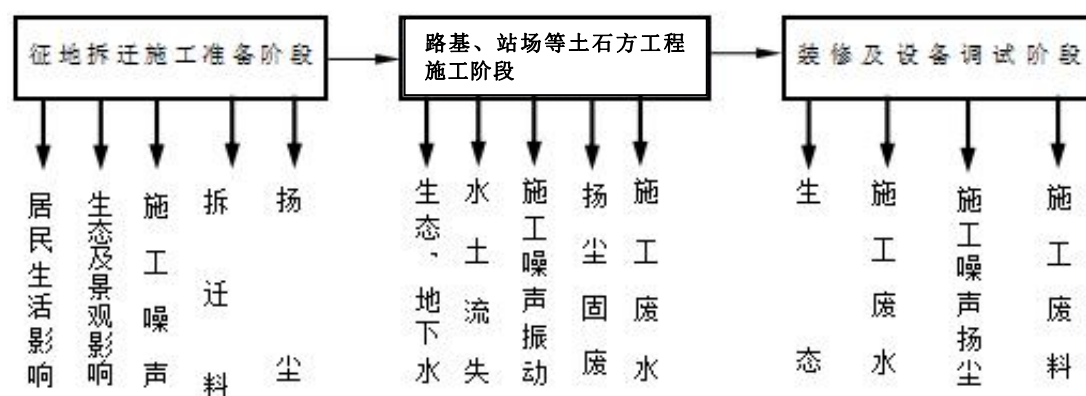 征地拆迁施工准备阶段
路基、站场等土石方工程
施工阶段
装修及设备调试阶段
居民生活影响
生态及景观影响
施工噪声
拆迁料
扬尘
生态、地下水
水土流失
施工噪声振动
扬尘固废
施工废水
生态
施工废水
施工噪声扬尘
施工废料